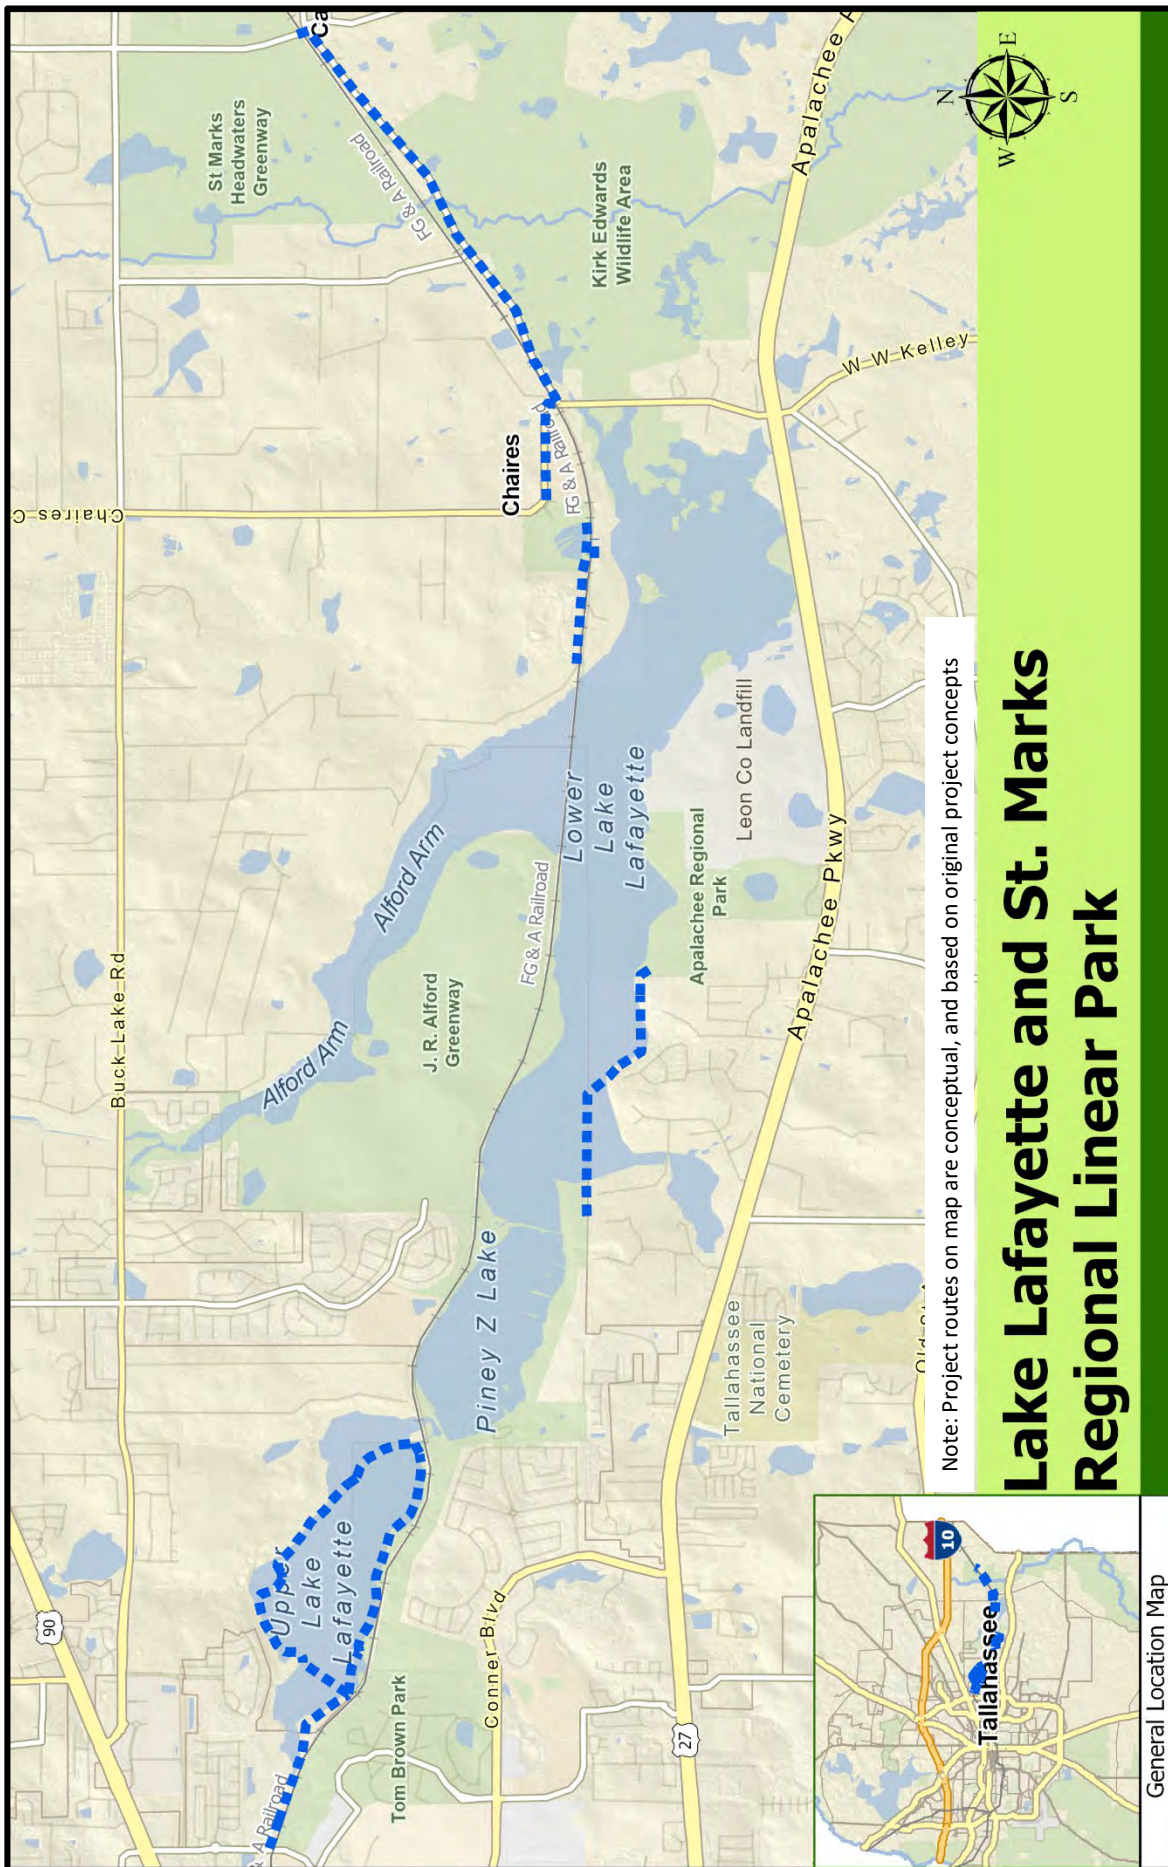 90
Buck Lake Rd
Chaires C
Ca
St Marks
Headwaters
Greenway
FG & A Railroad
Alford Arm
Alford Arm
Upper
Lake
Lafayette
& A Railroad
Tom Brown Park
Conner Blvd
27
Piney Z Lake
J. R. Alford
Greenway
FG & A Railroad
Lower
Lake
Lafayette
Chaires
FG & A Railroad
Kirk Edwards
Wildlife Area
Tallahassee
National
Cemetery
Apalachee Regional
Park
Leon Co Landfill
Apalachee Pkwy
Apalachee P
W W Kelley
N
E
S
W
Note: Project routes on map are conceptual, and based on original project concepts
Lake Lafayette and St. Marks
Regional Linear Park
10
Tallahassee
General Location Map